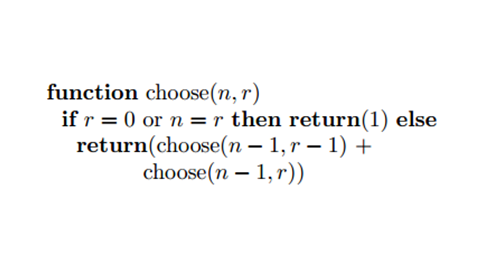 function choose(n, r)
if r = 0 or n = r then return(1) else
return(choose(n − 1, r − 1) +
choose(n − 1, r))